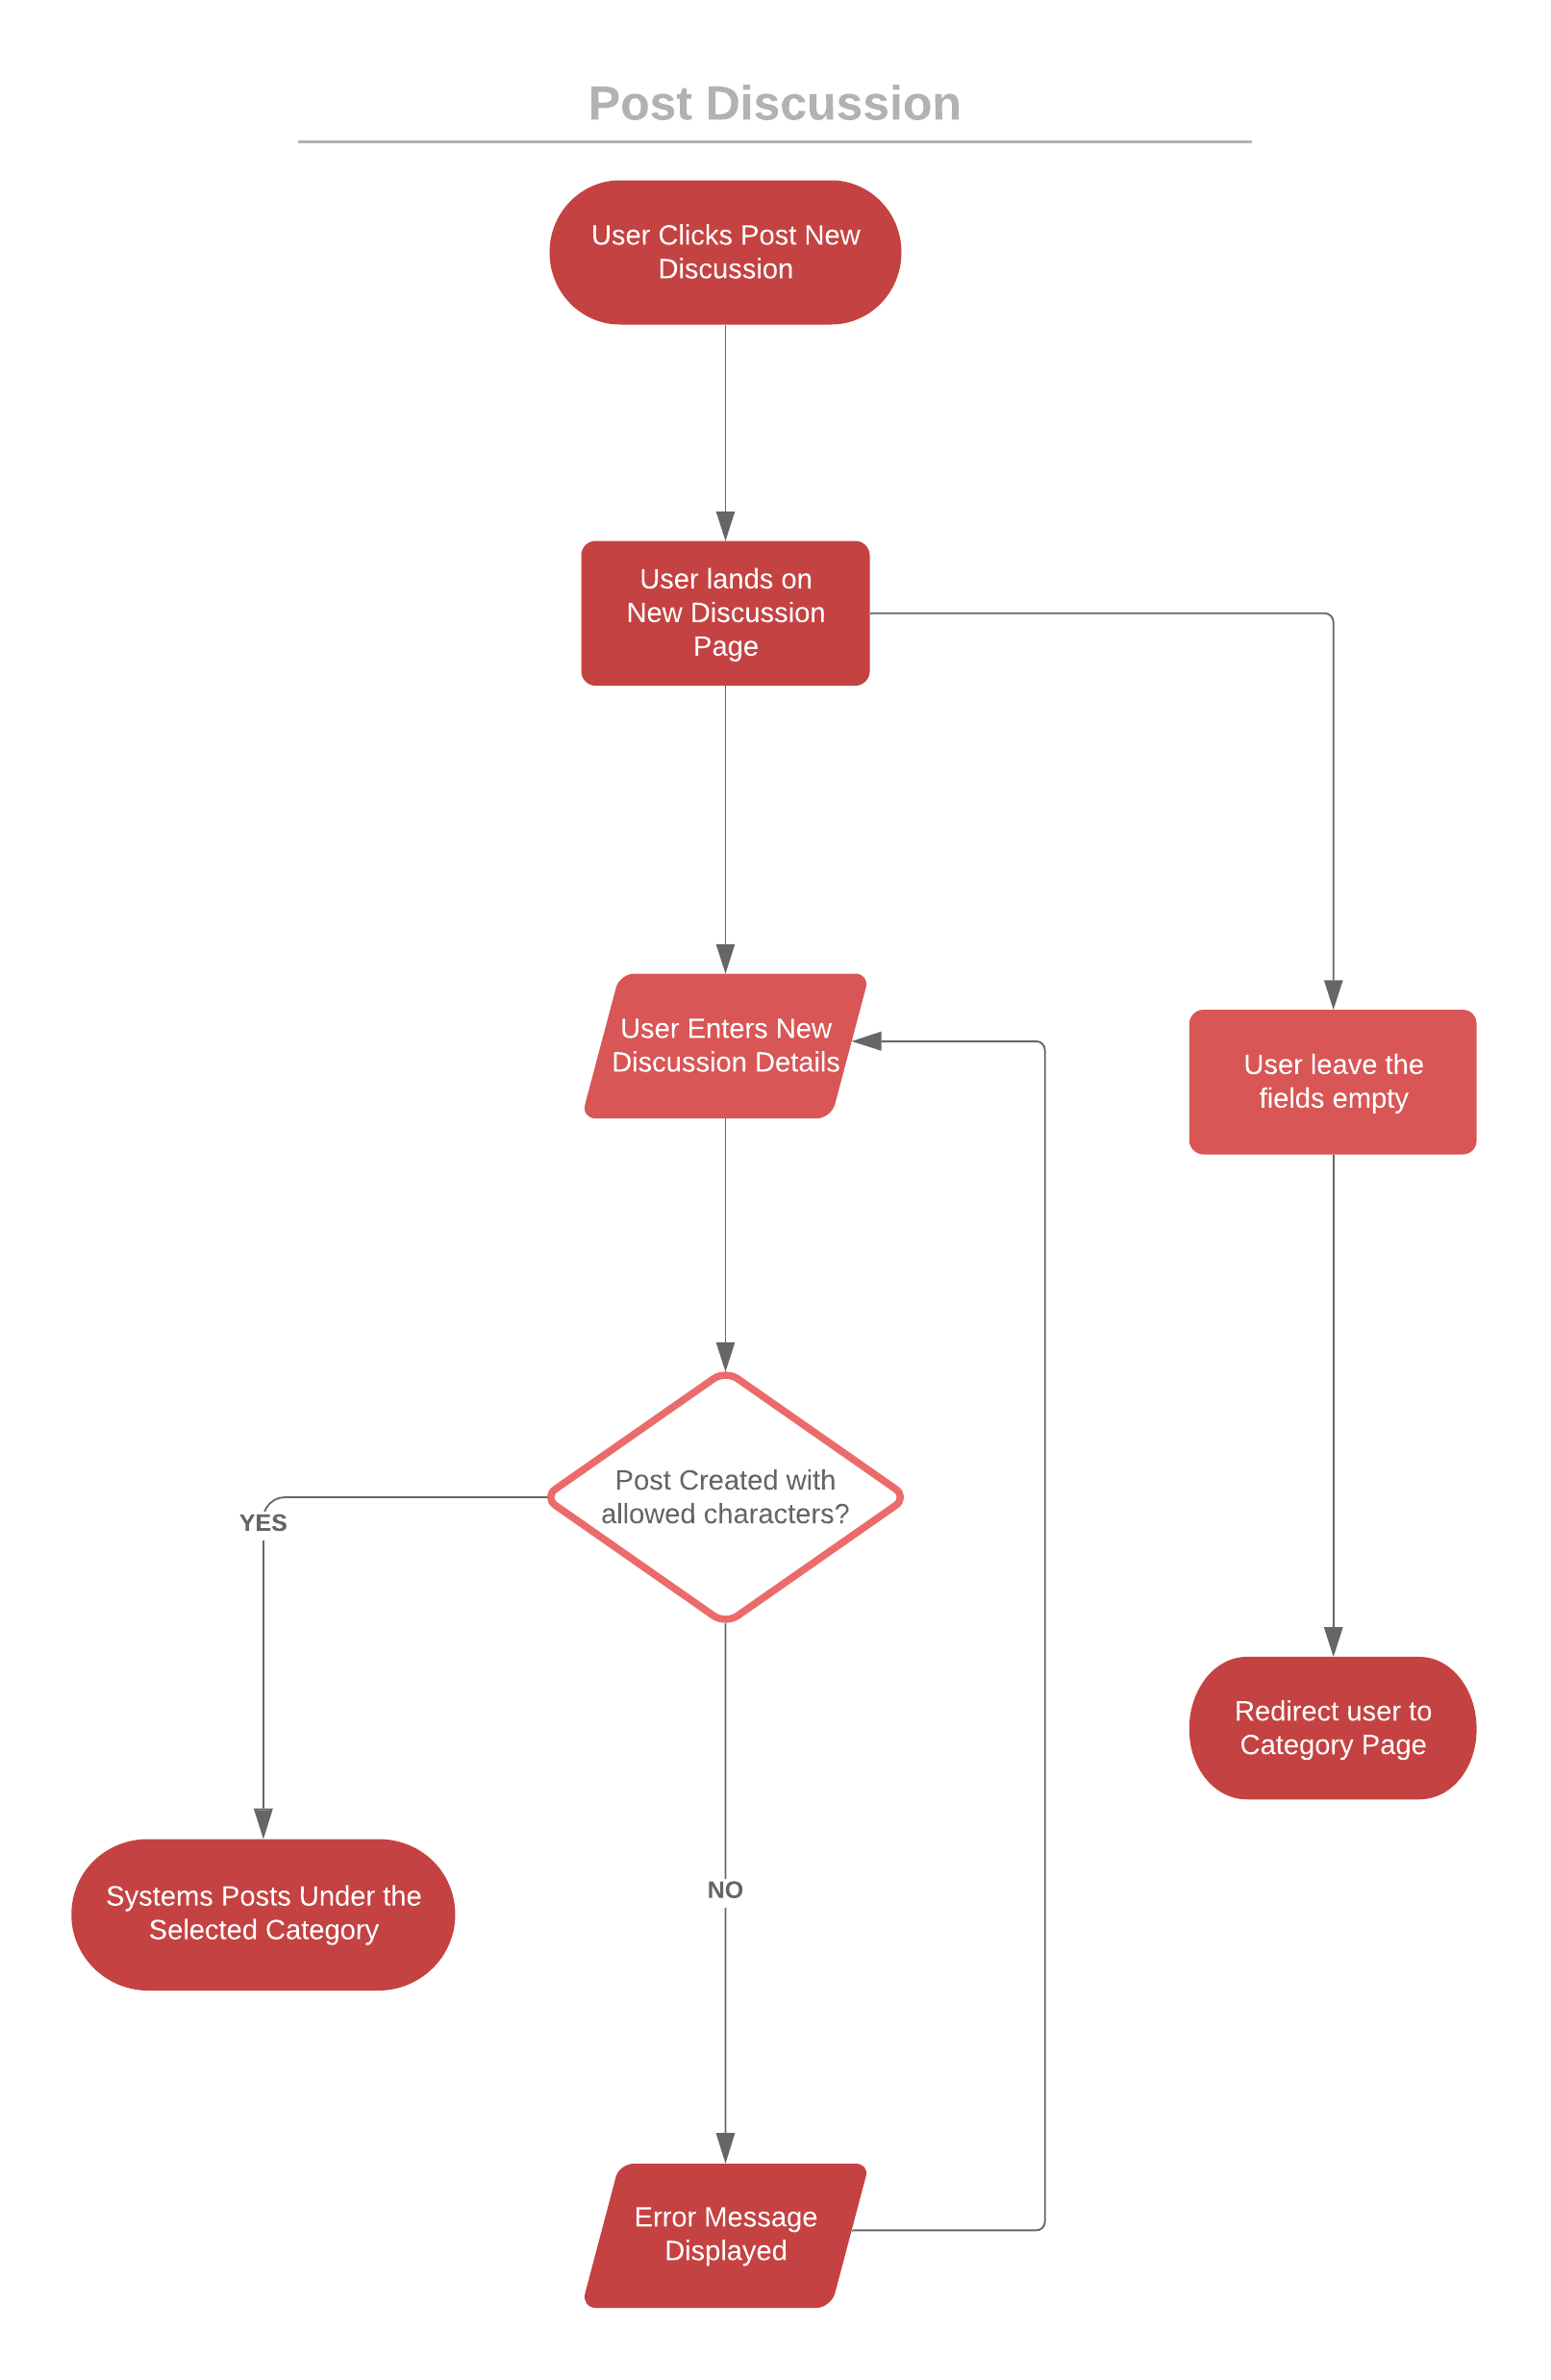 Post Discussion
User Clicks Post New
Discussion
User lands on
New Discussion
Page
User Enters New
Discussion Details
User leave the
fields empty
Post Created with
allowed characters?
YES
Redirect user to
Category Page
NO
Systems Posts Under the
Selected Category
Error Message
Displayed